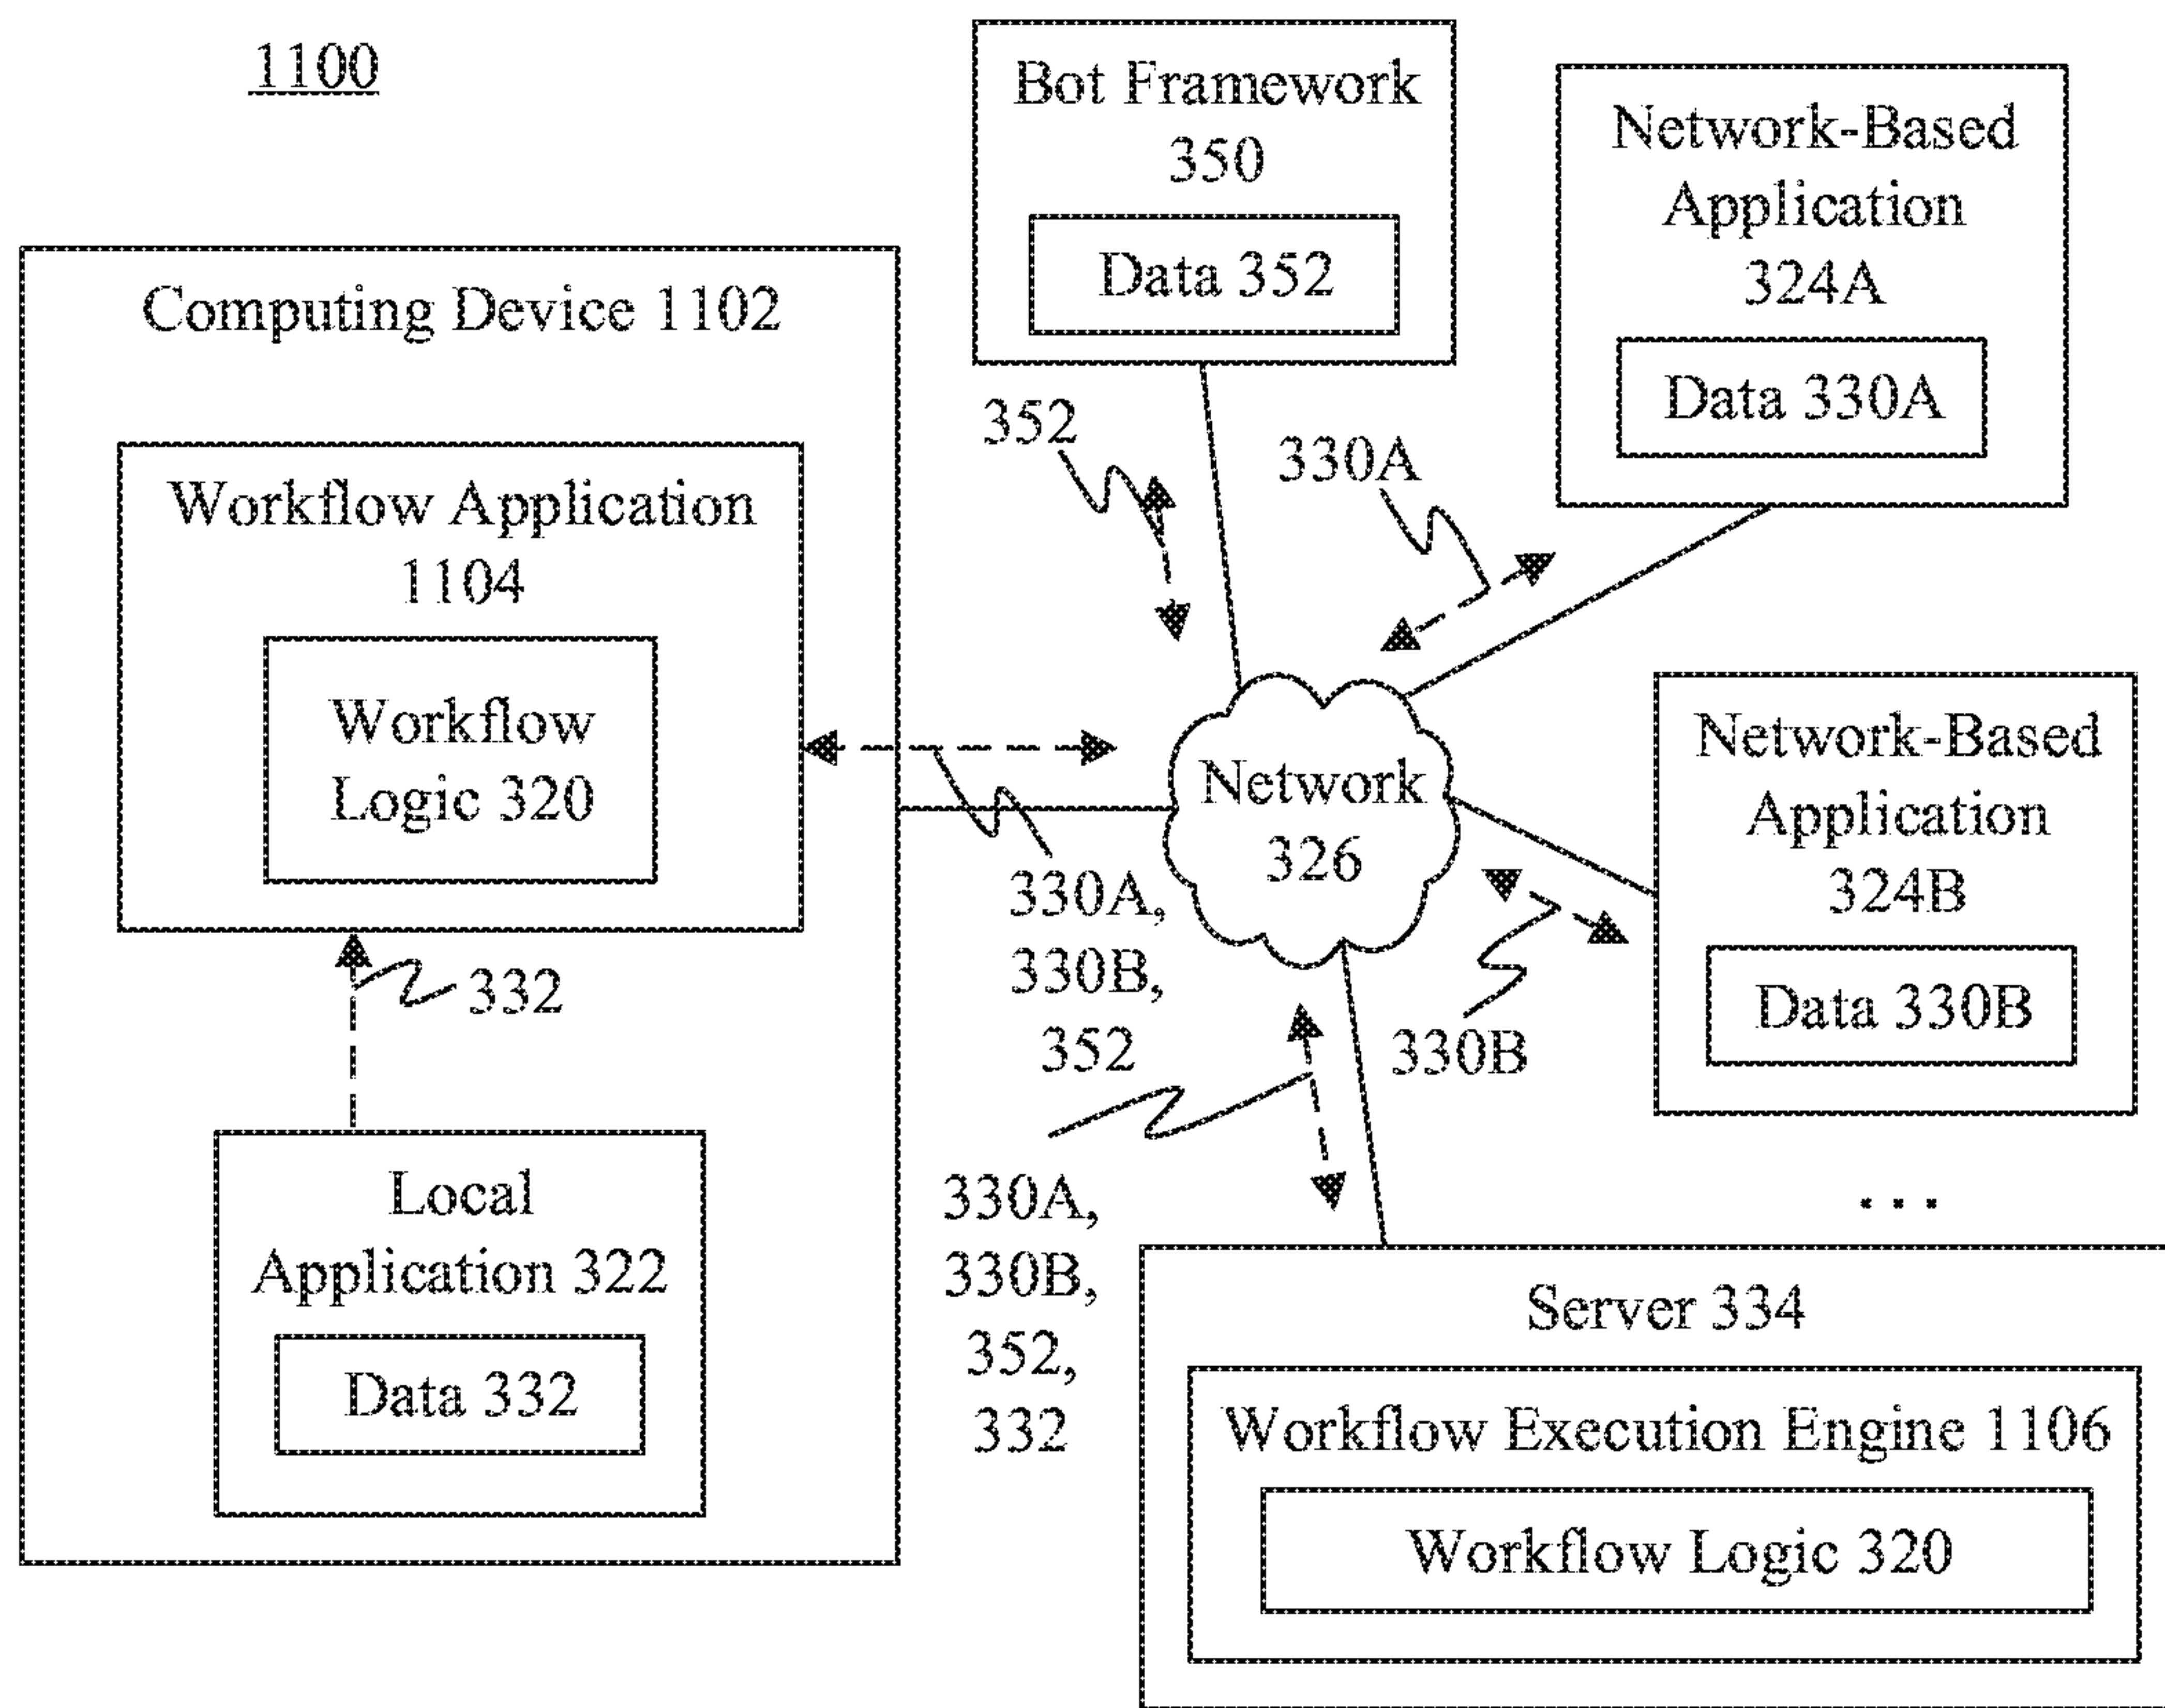 1100
Bot Framework
350
Data 352
Network-Based
Application
324A
Data 330A
Computing Device 1102
Workflow Application
1104
Workflow
Logic 320
352
330A
Network
326
Network-Based
Application
324B
Data 330B
330A,
330B,
352
330B
332
Local
Application 322
Data 332
330A,
330B,
352,
332
. . .
Server 334
Workflow Execution Engine 1106
Workflow Logic 320